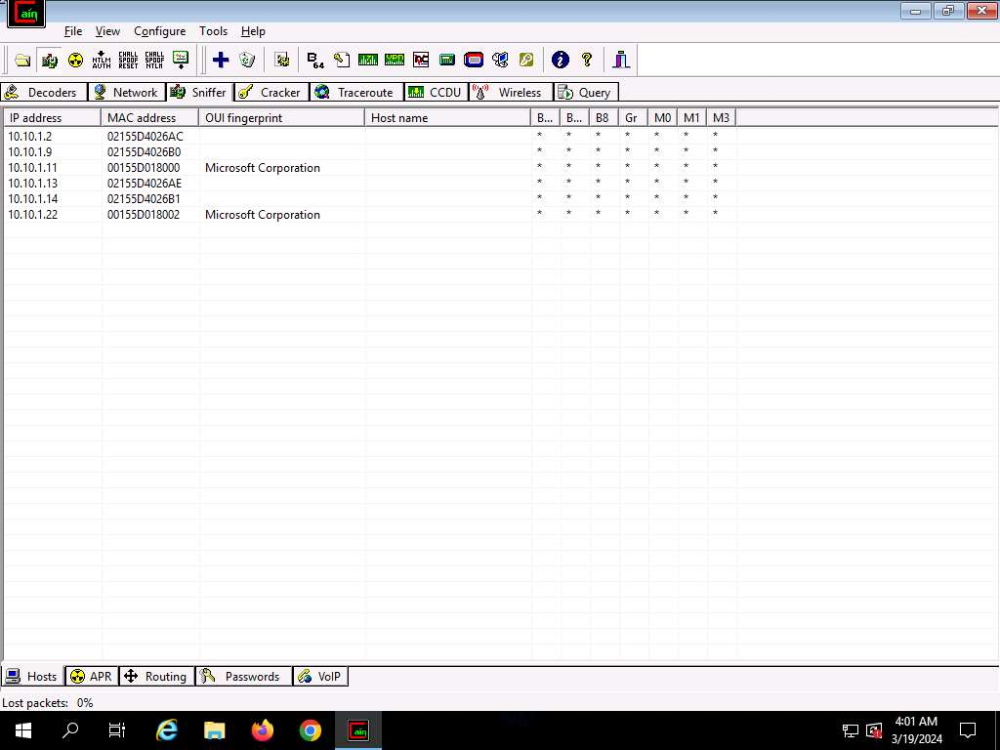 Cain
File View Configure Tools Help
NTLM AUTH CHALL SPOOF RESET CHALL SPOOF NTLM B 64
Decoders Network Sniffer Cracker Traceroute CCDU Wireless Query
IP address MAC address OUI fingerprint Host name B... B... B8 Gr M0 M1 M3
10.10.1.2 02155D4026AC * * * * * * *
10.10.1.9 02155D4026B0 * * * * * * *
10.10.1.11 00155D018000 Microsoft Corporation * * * * * * *
10.10.1.13 02155D4026AE * * * * * * *
10.10.1.14 02155D4026B1 * * * * * * *
10.10.1.22 00155D018002 Microsoft Corporation * * * * * * *
Hosts APR Routing Passwords VoIP
Lost packets: 0%
Cain
4:01 AM
3/19/2024